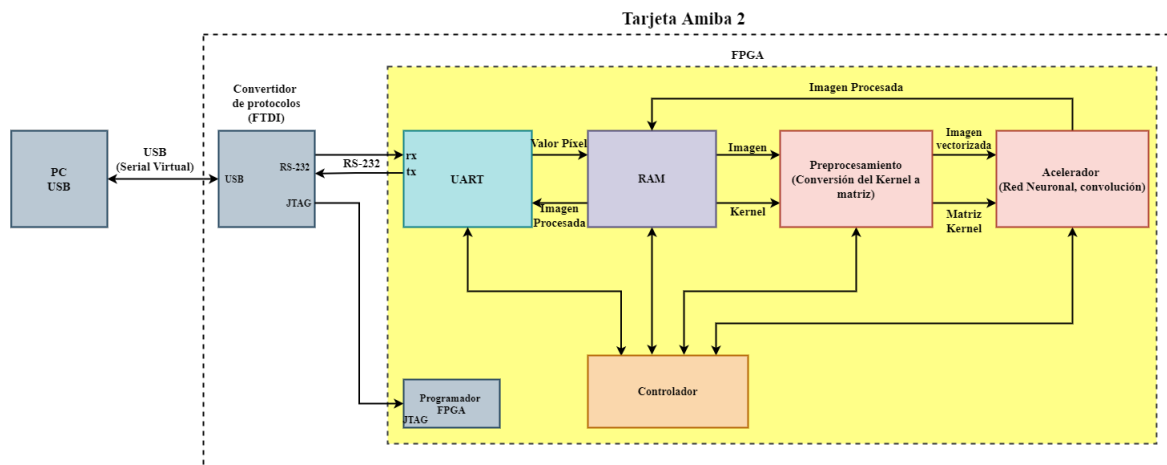 Tarjeta Amiba 2
FPGA
Convertidor
de protocolos
(FTDI)
Imagen Procesada
PC
USB
USB
(Serial Virtual)
USB
RS-232
JTAG
RS-232
rx
tx
UART
Valor Píxel
Imagen
Procesada
RAM
Imagen
Kernel
Preprocesamiento
(Conversión del Kernel a
matriz)
Imagen
vectorizada
Matriz
Kernel
Acelerador
(Red Neuronal, convolución)
Controlador
Programador
FPGA
JTAG